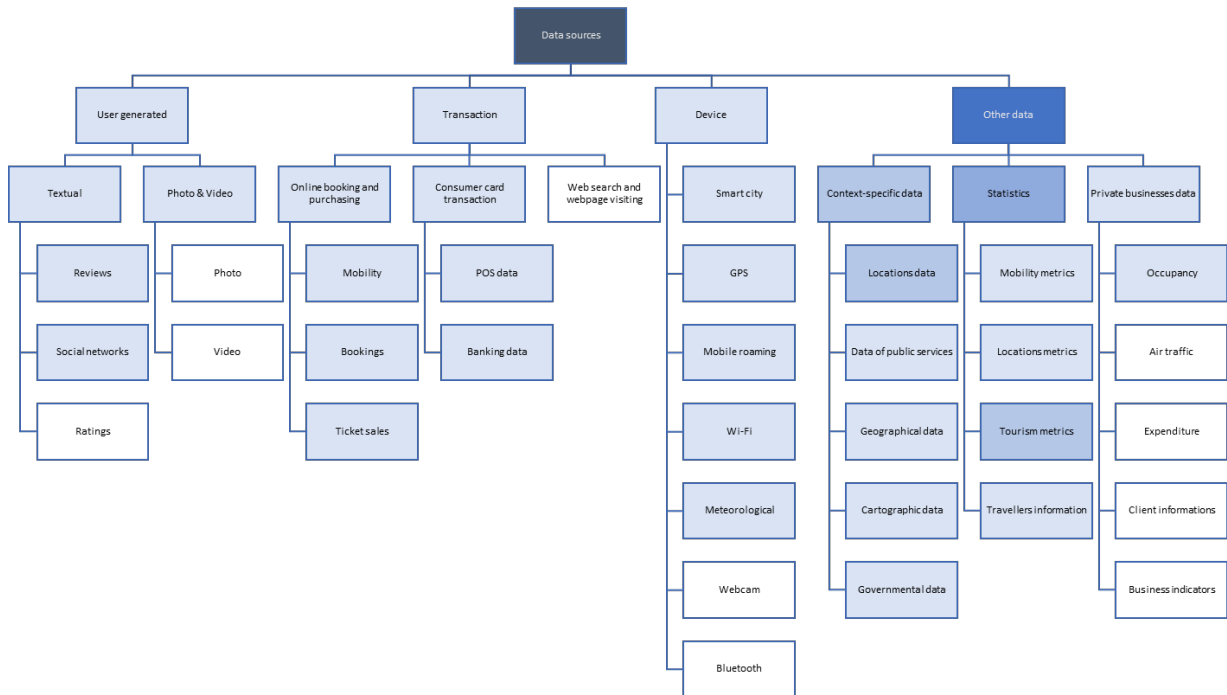 Data sources
User generated
Transaction
Device
Other data
Textual
Photo & Video
Online booking and
purchasing
Consumer card
transaction
Web search and
webpage visiting
Smart city
Context-specific data
Statistics
Private businesses data
Reviews
Photo
Mobility
POS data
GPS
Locations data
Mobility metrics
Occupancy
Social networks
Video
Bookings
Banking data
Mobile roaming
Data of public services
Locations metrics
Air traffic
Ratings
Ticket sales
Wi-Fi
Geographical data
Tourism metrics
Expenditure
Meteorological
Cartographic data
Travellers information
Client informations
Webcam
Governmental data
Business indicators
Bluetooth